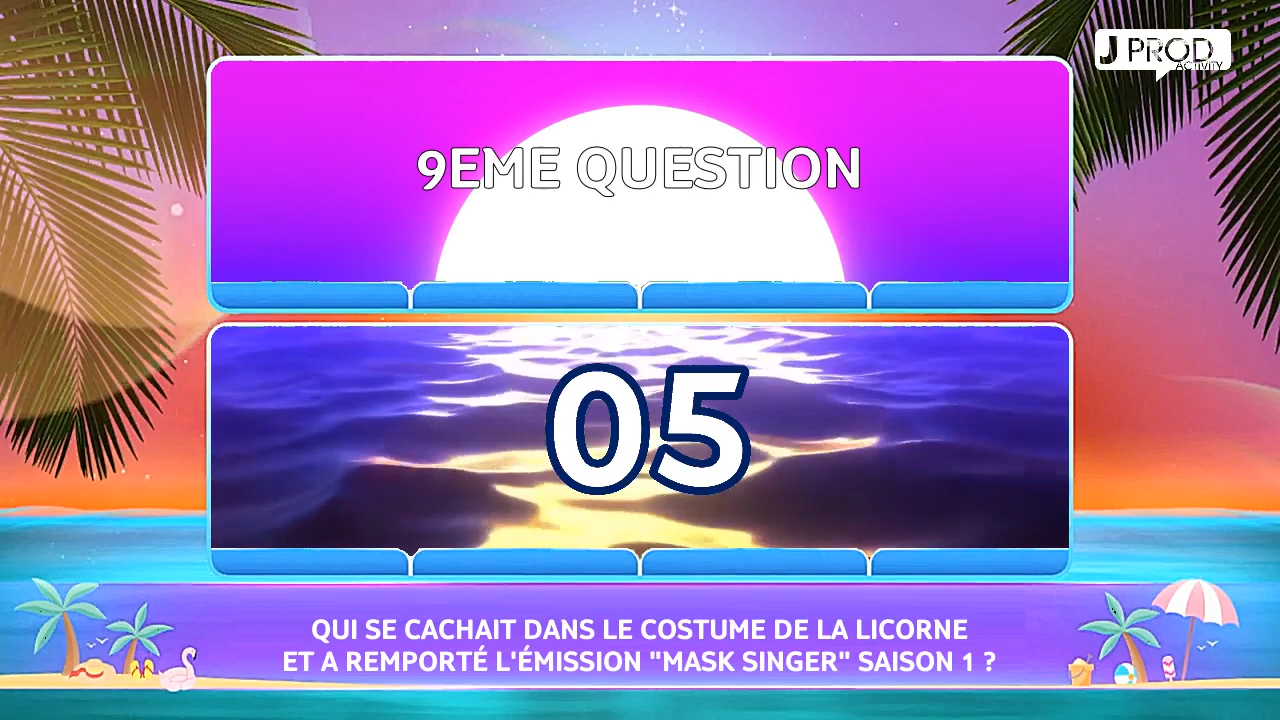 J PROD
ACTIVITY
9EME QUESTION
05
QUI SE CACHAIT DANS LE COSTUME DE LA LICORNE
ET A REMPORTÉ L'ÉMISSION "MASK SINGER" SAISON 1 ?